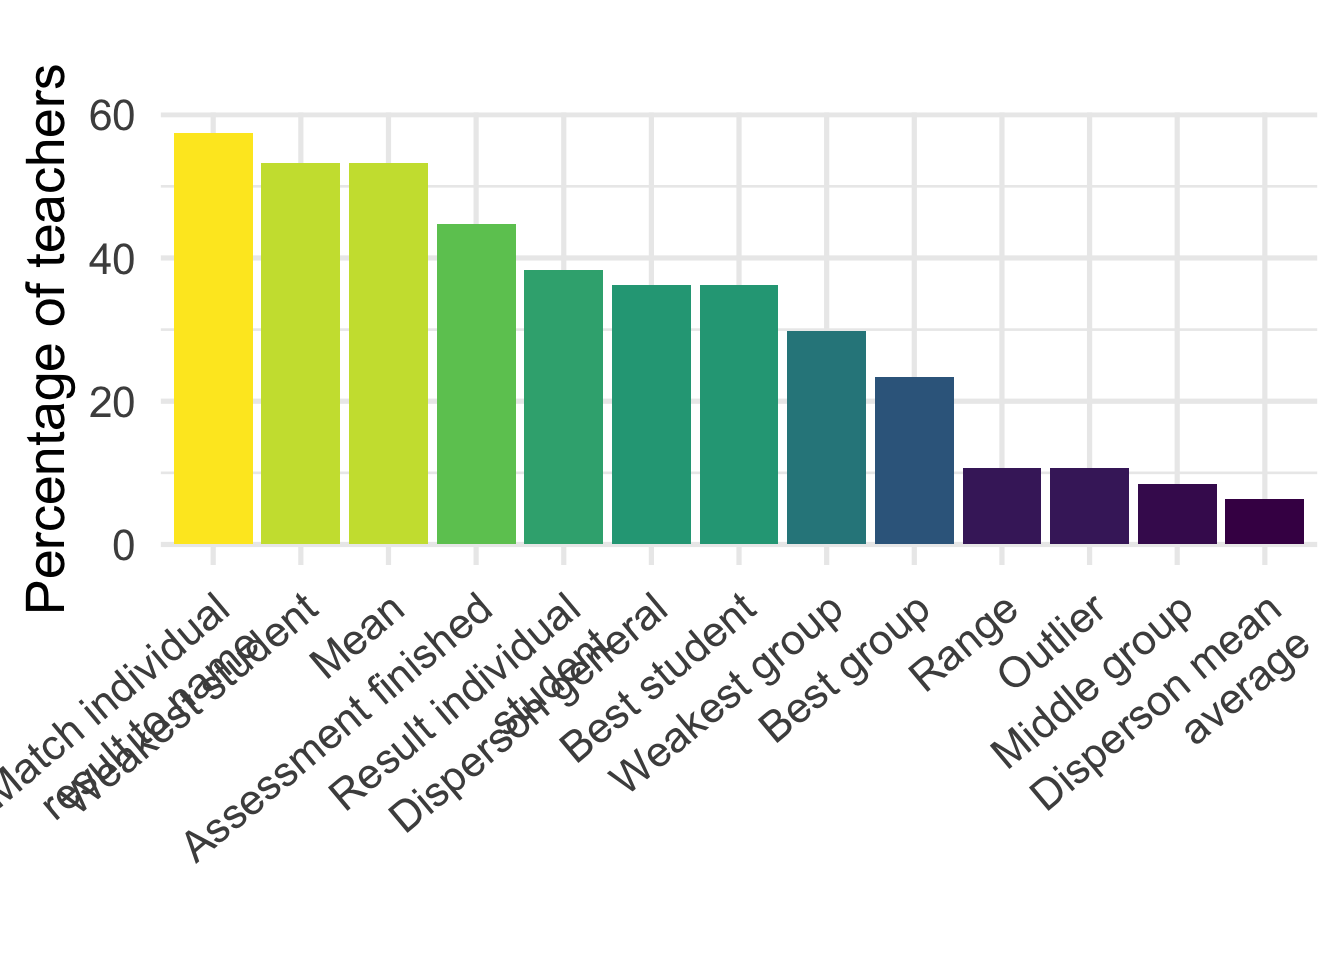 Percentage of teachers
60
40
20
0
Match individual
result to name
Weakest student
Mean
Assessment finished
Result individual
student
Disperson general
Best student
Weakest group
Best group
Range
Outlier
Middle group
Disperson mean
average